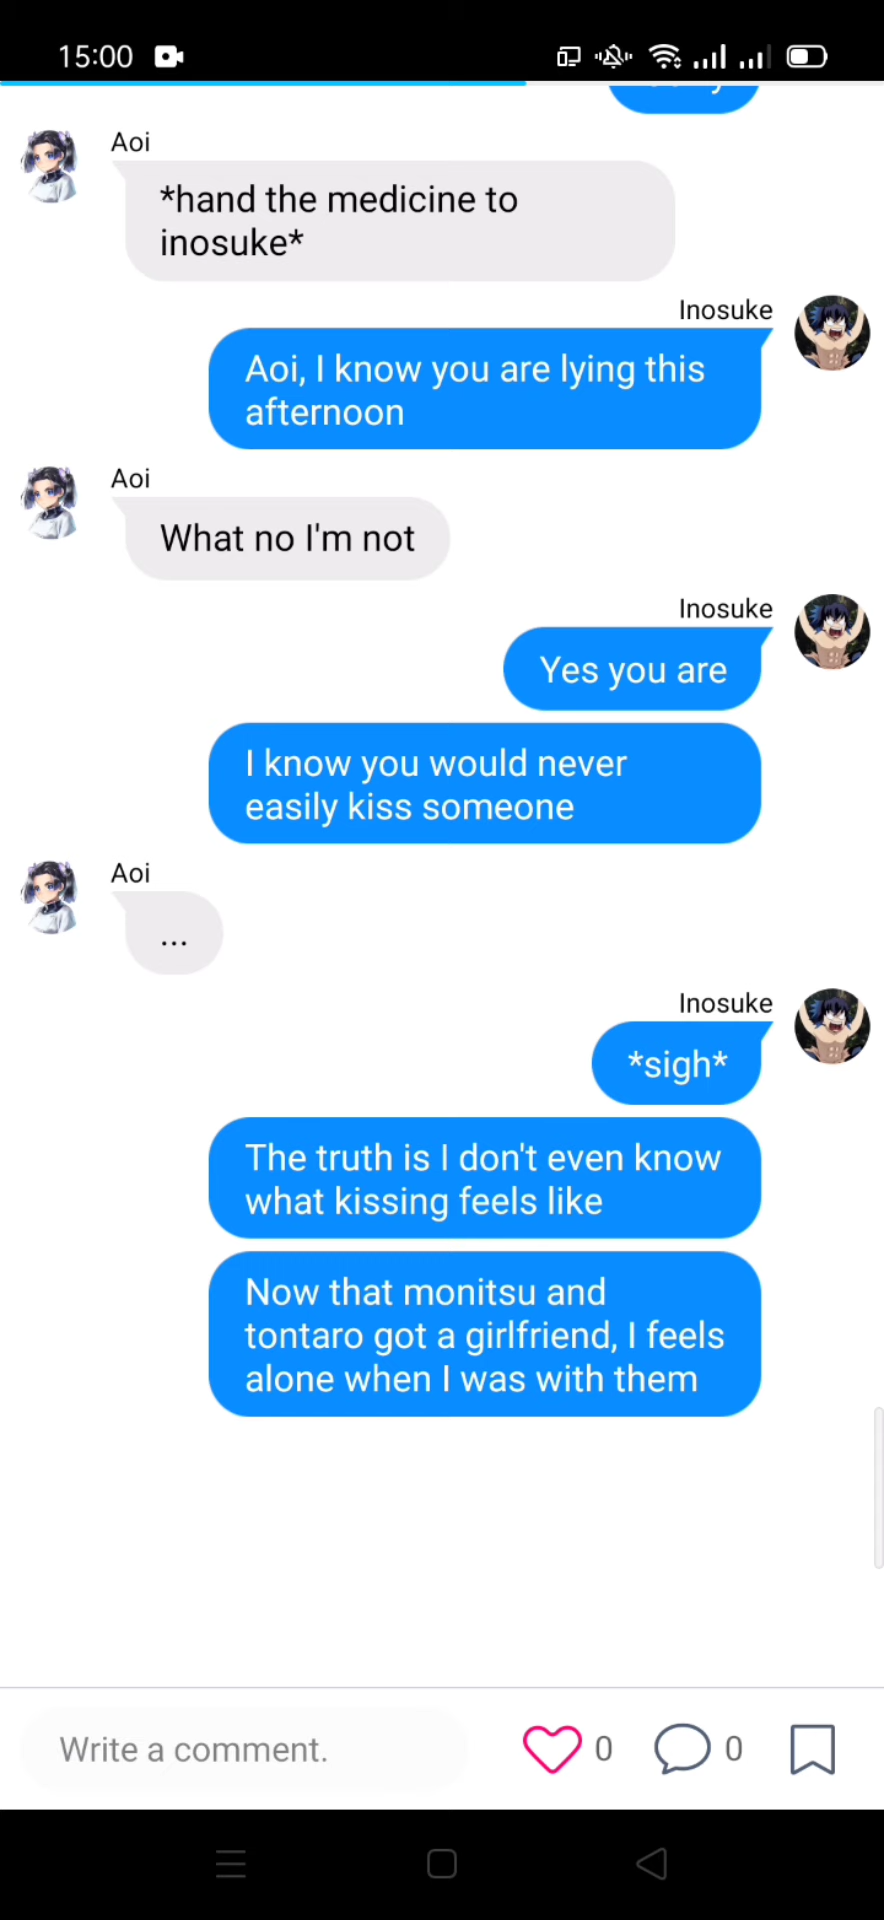 15:00
Aoi
*hand the medicine to
inosuke*
Inosuke
Aoi, I know you are lying this
afternoon
Aoi
What no I'm not
Inosuke
Yes you are
I know you would never
easily kiss someone
Aoi
...
Inosuke
*sigh*
The truth is I don't even know
what kissing feels like
Now that monitsu and
tontaro got a girlfriend, I feels
alone when I was with them
Write a comment.
0
0